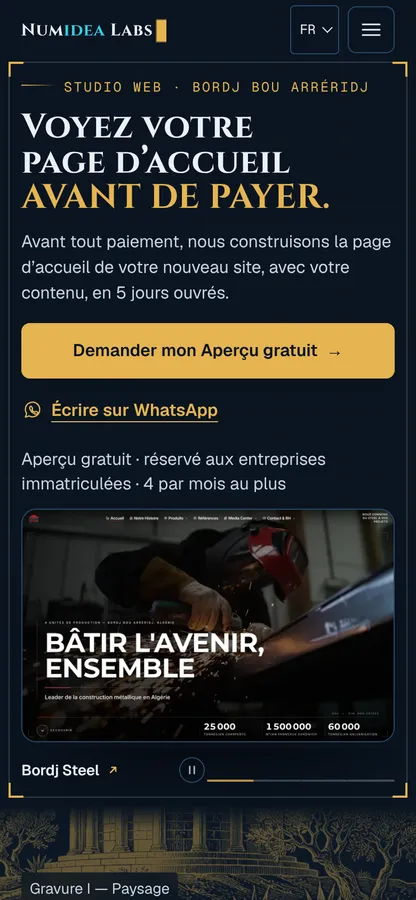 NUMIDEA LABS
FR
STUDIO WEB · BORDJ BOU ARRÉRIDJ
VOYEZ VOTRE
PAGE D'ACCUEIL
AVANT DE PAYER.
Avant tout paiement, nous construisons la page
d'accueil de votre nouveau site, avec votre
contenu, en 5 jours ouvrés.
Demander mon Aperçu gratuit →
Écrire sur WhatsApp
Aperçu gratuit · réservé aux entreprises
immatriculées · 4 par mois au plus
Accueil Notre Histoire Produits Références Media Center Contact & RH
BÂTIR L'AVENIR,
ENSEMBLE
Leader de la construction métallique en Algérie
DÉCOUVRIR
25 000 1 500 000 60 000
Bordj Steel ↗
Gravure I — Paysage